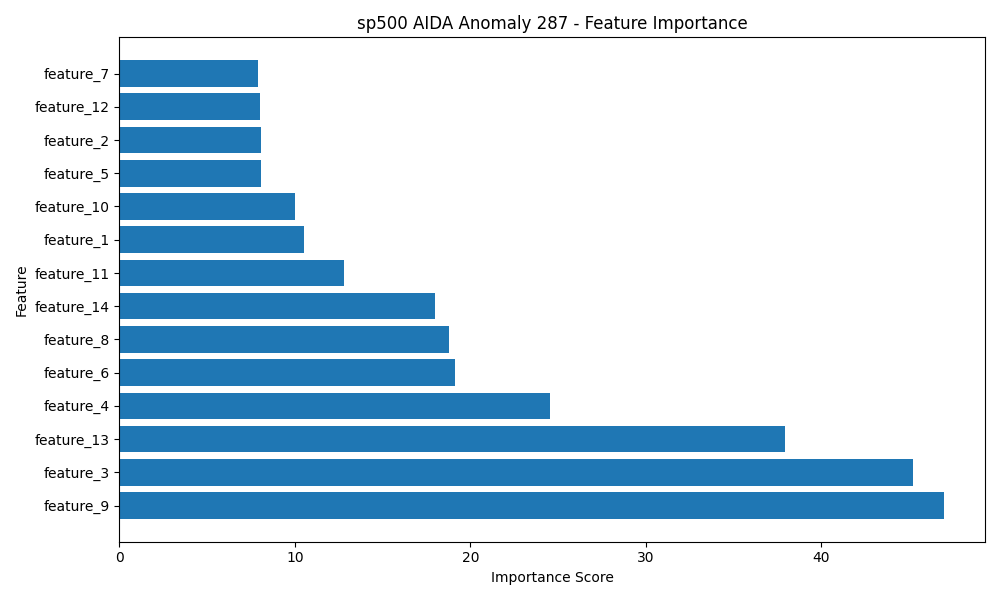 sp500 AIDA Anomaly 287 - Feature Importance
Feature
feature_7
feature_12
feature_2
feature_5
feature_10
feature_1
feature_11
feature_14
feature_8
feature_6
feature_4
feature_13
feature_3
feature_9
0 10 20 30 40
Importance Score